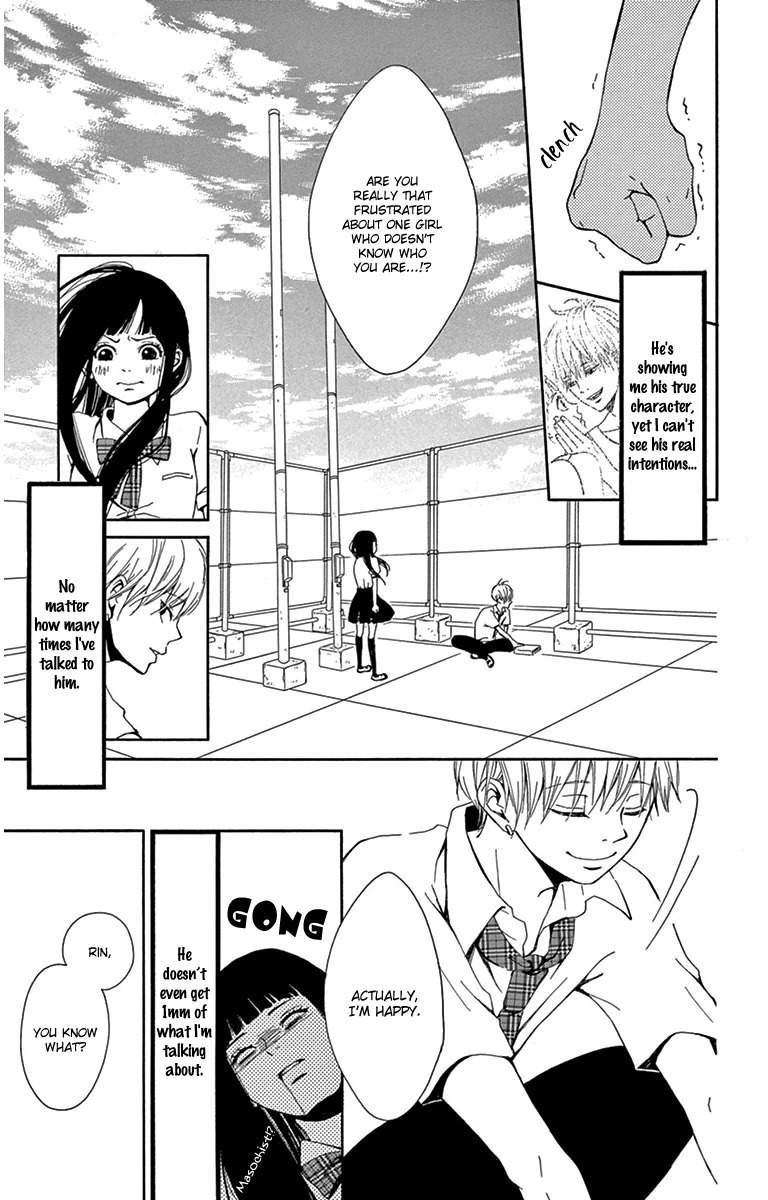 clench
He's
showing
me his true
character,
yet I can't
see his real
intentions...
ARE YOU
REALLY THAT
FRUSTRATED
ABOUT ONE GIRL
WHO DOESN'T
KNOW WHO
YOU ARE...!?
No
matter
how many
times I've
talked to
him.
ACTUALLY,
I'M HAPPY.
GONG
Masochist!?
He
doesn't
even get
1mm of
what I'm
talking
about.
RIN,
YOU KNOW
WHAT?